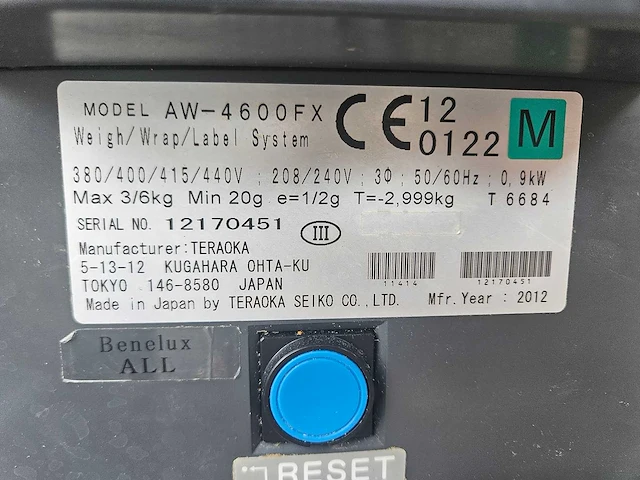 MODEL AW-4600FX CE 12 0122 M
Weigh/Wrap/Label System
380/400/415/440V ; 208/240V ; 3Φ ; 50/60Hz ; 0,9kW
Max 3/6kg Min 20g e=1/2g T=-2,999kg T 6684
SERIAL NO. 12170451 III
Manufacturer:TERAOKA
5-13-12 KUGAHARA OHTA-KU
TOKYO 146-8580 JAPAN
11414 12170451
Made in Japan by TERAOKA SEIKO CO.,LTD. Mfr.Year : 2012
Benelux
ALL
RESET